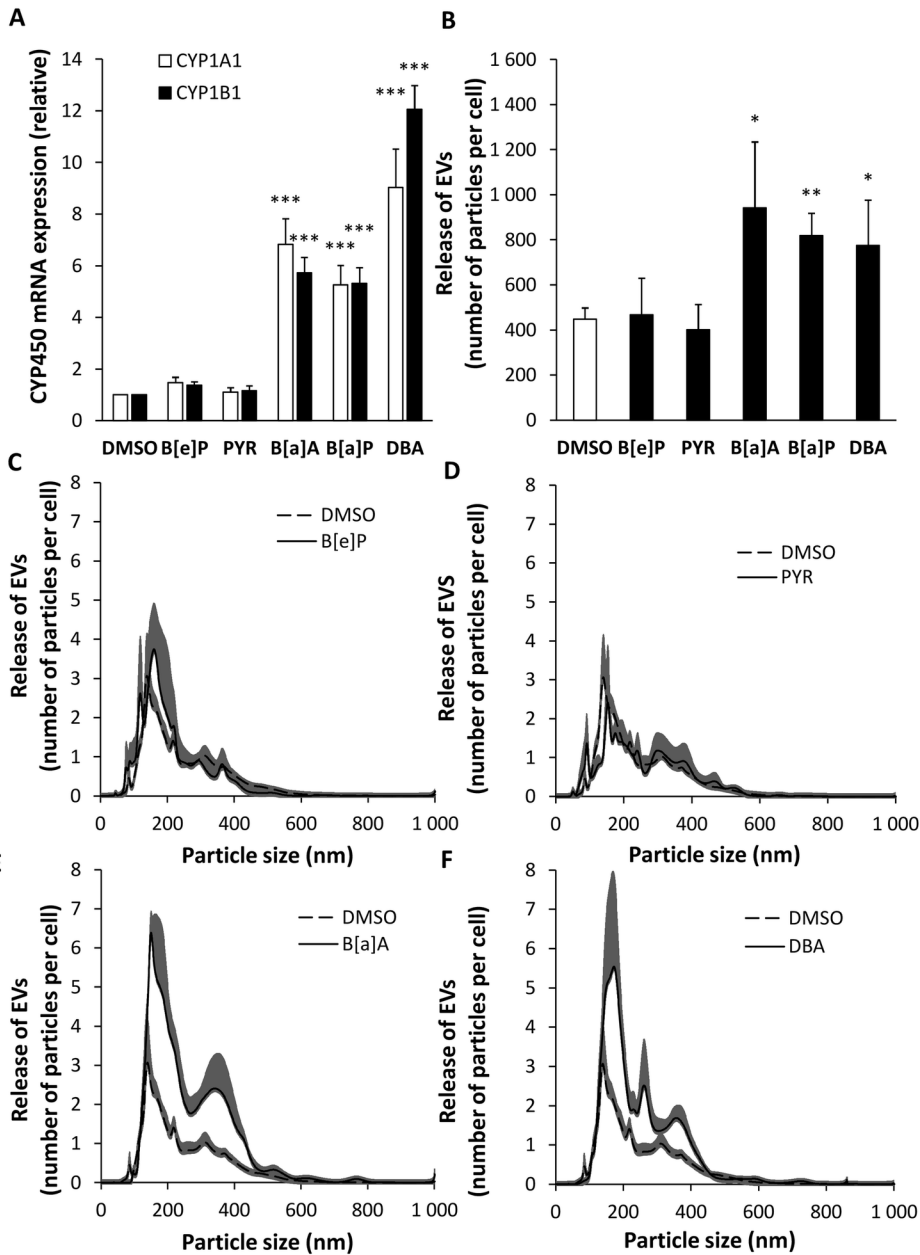 A
CYP450 mRNA expression (relative)
14
12
10
8
6
4
2
0
CYP1A1
CYP1B1
***
***
***
***
***
***
DMSO B[e]P PYR B[a]A B[a]P DBA
B
Release of EVs
(number of particles per cell)
1 600
1 400
1 200
1 000
800
600
400
200
0
*
**
*
DMSO B[e]P PYR B[a]A B[a]P DBA
C
Release of EVs
(number of particles per cell)
8
7
6
5
4
3
2
1
0
DMSO
B[e]P
0 200 400 600 800 1 000
Particle size (nm)
D
Release of EVS
(number of particles per cell)
8
7
6
5
4
3
2
1
0
DMSO
PYR
0 200 400 600 800 1 000
Particle size (nm)
Release of EVs
(number of particles per cell)
8
7
6
5
4
3
2
1
0
DMSO
B[a]A
0 200 400 600 800 1 000
Particle size (nm)
F
Release of EVs
(number of particles per cell)
8
7
6
5
4
3
2
1
0
DMSO
DBA
0 200 400 600 800 1 000
Particle size (nm)